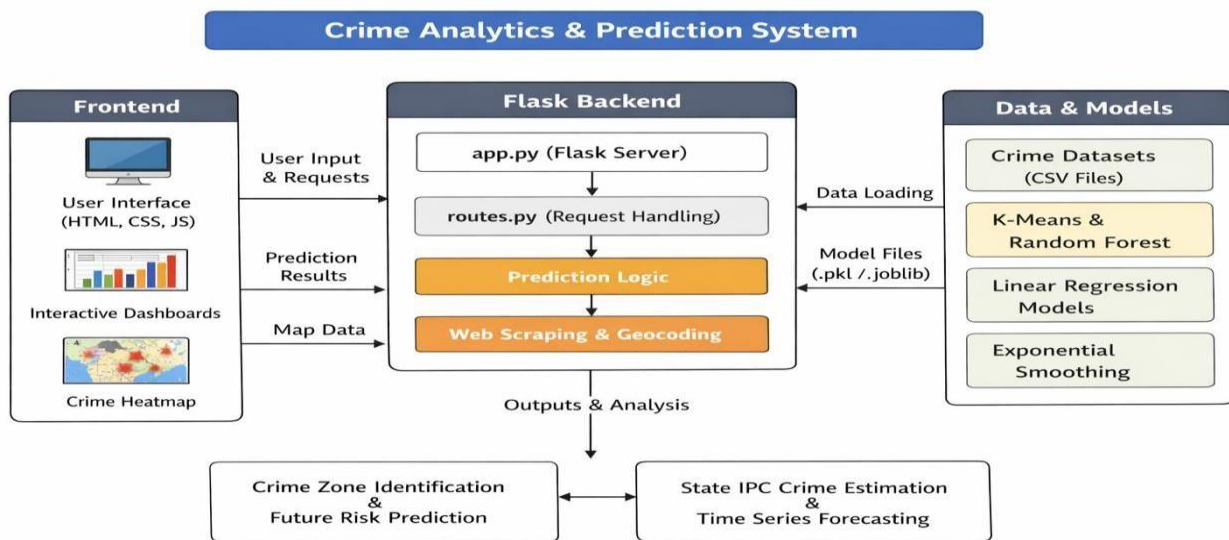 Crime Analytics & Prediction System
Frontend
User Interface
(HTML, CSS, JS)
Interactive Dashboards
Crime Heatmap
User Input
& Requests
Prediction
Results
Map Data
Flask Backend
app.py (Flask Server)
routes.py (Request Handling)
Prediction Logic
Web Scraping & Geocoding
Data Loading
Model Files
(.pkl /.joblib)
Data & Models
Crime Datasets
(CSV Files)
K-Means &
Random Forest
Linear Regression
Models
Exponential
Smoothing
Outputs & Analysis
Crime Zone Identification
&
Future Risk Prediction
State IPC Crime Estimation
&
Time Series Forecasting